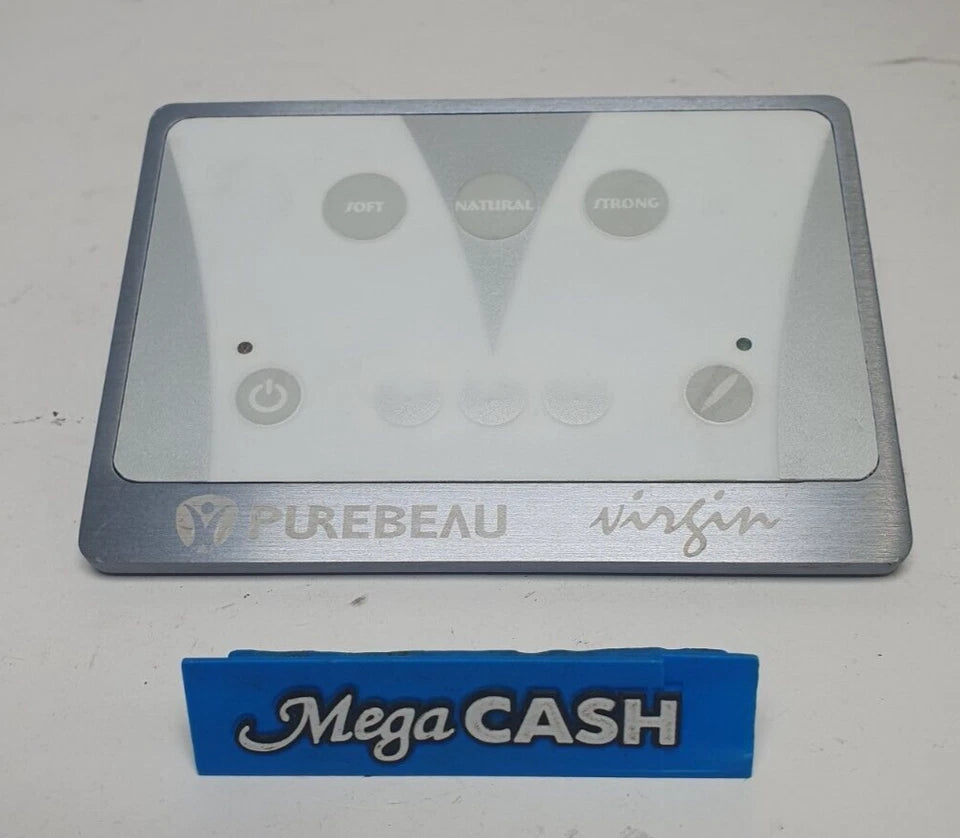 SOFT NATURAL STRONG
PUREBEAU virgin
Mega CASH